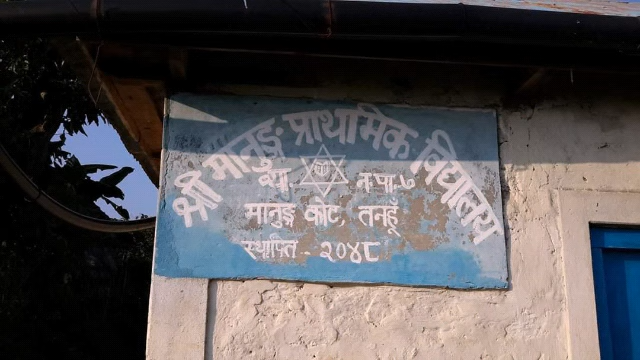 श्री मानुङ्ग प्राथमिक विद्यालय
न.पा.७
मानुङ्ग कोट, तनहूँ
स्थापित - २०४८